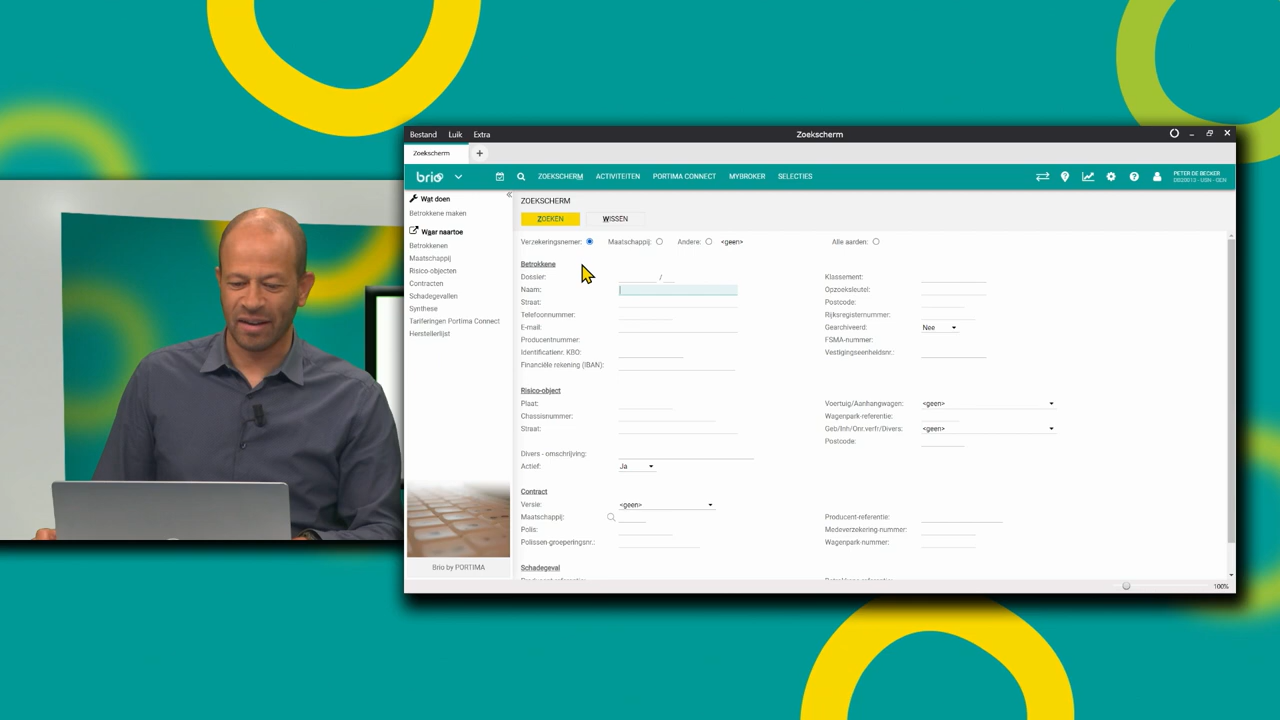 Bestand Luik Extra Zoekscherm
Zoekscherm +
brio ZOEKSCHERM ACTIVITEITEN PORTIMA CONNECT MYBROKER SELECTIES PETER DE BECKER
Wat doen
Betrokkene maken
Waar naartoe
Betrokkenen
Maatschappij
Risico-objecten
Contracten
Schadegevallen
Synthese
Tariferingen Portima Connect
Herstellerlijst
Brio by PORTIMA
ZOEKSCHERM
ZOEKEN WISSEN
Verzekeringsnemer: Maatschappij: Andere: <geen> Alle aarden:
Betrokkene
Dossier: / Klassement:
Naam: Opzoeksleutel:
Straat: Postcode:
Telefoonnummer: Rijksregisternummer:
E-mail: Gearchiveerd: Nee
Producentnummer: FSMA-nummer:
Identificatienr. KBO: Vestigingseenheidsnr.:
Financiële rekening (IBAN):
Risico-object
Plaat: Voertuig/Aanhangwagen: <geen>
Chassisnummer: Wagenpark-referentie:
Straat: Geb/Inh/Onr.verfr/Divers: <geen>
Postcode:
Divers - omschrijving:
Actief: Ja
Contract
Versie: <geen>
Maatschappij: Producent-referentie:
Polis: Medeverzekering-nummer:
Polissen-groeperingsnr.: Wagenpark-nummer:
Schadegeval
100%